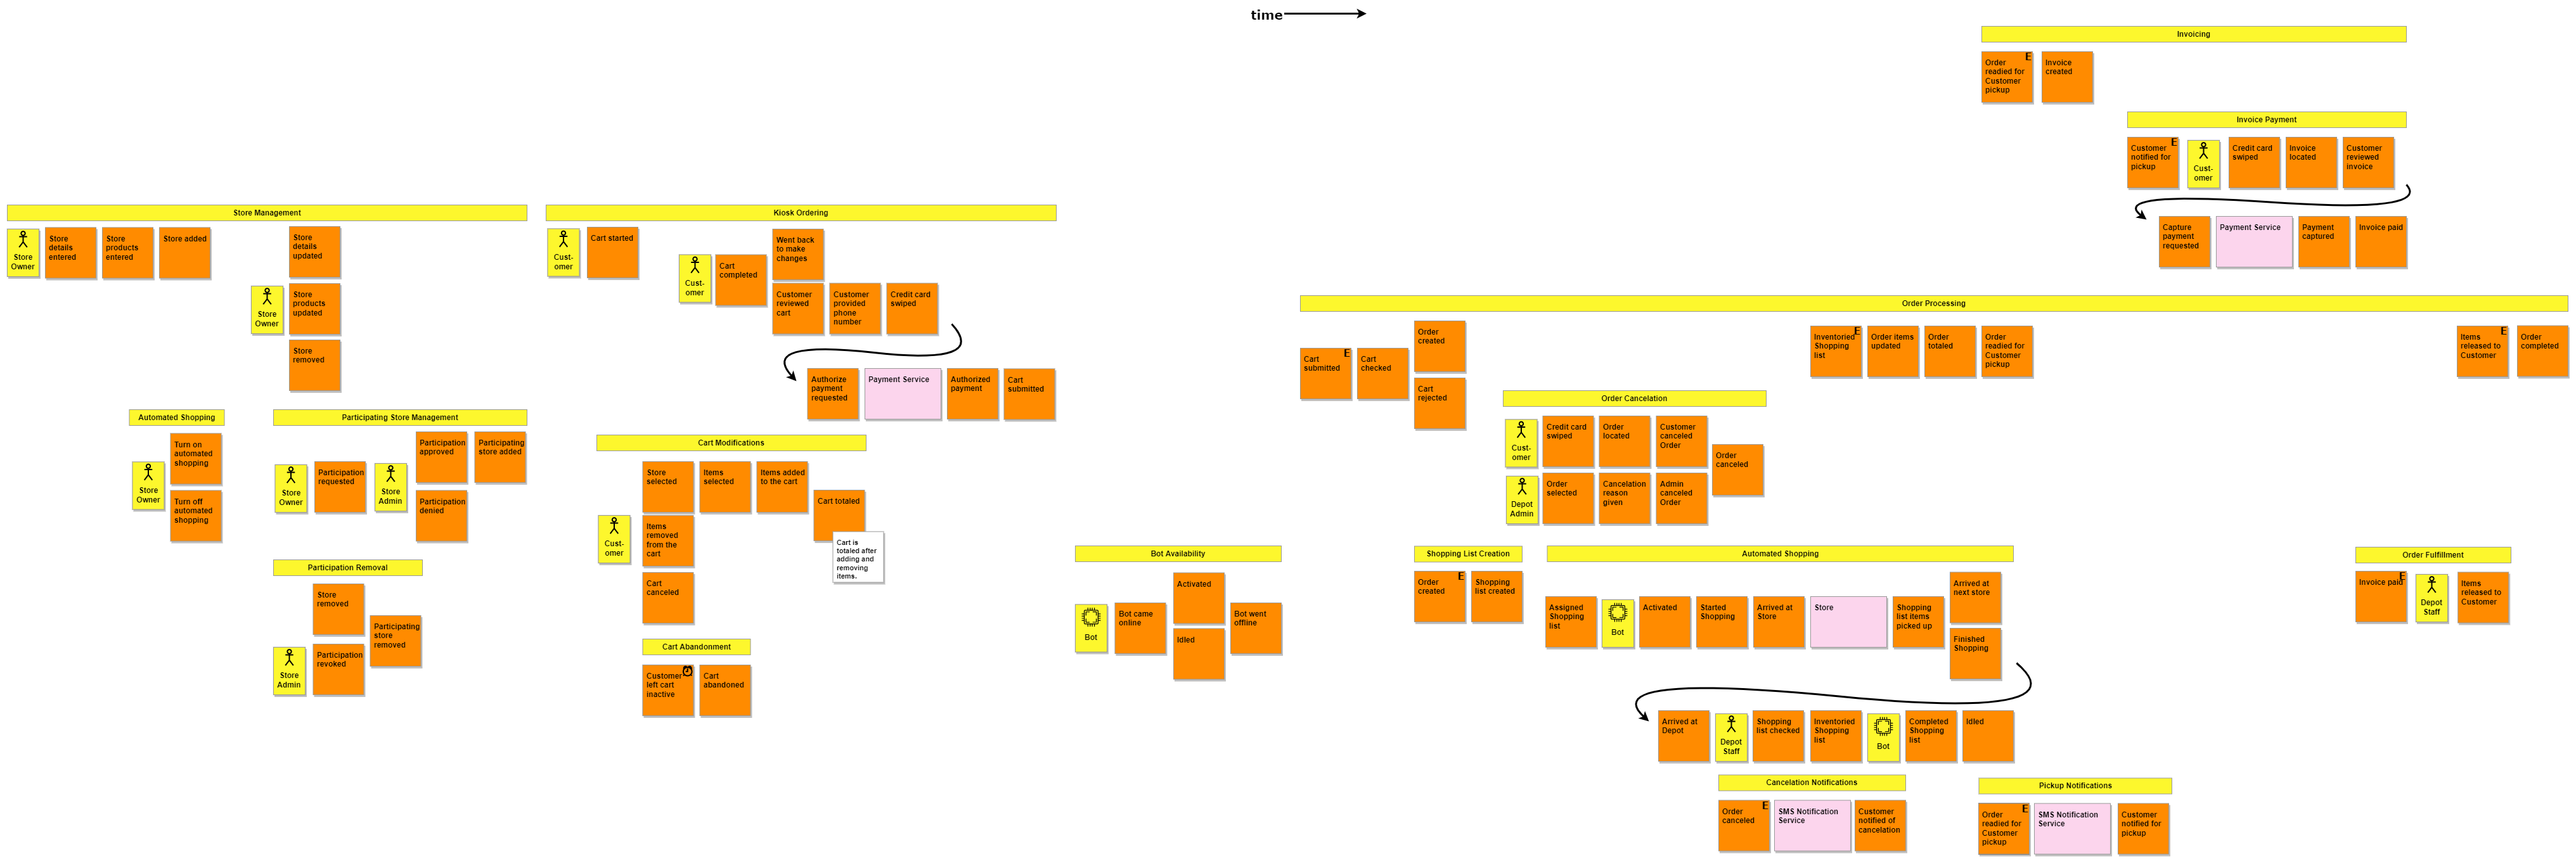 time
Invoicing
Order
readied for
Customer
pickup
E
Invoice
created
Invoice Payment
Customer
notified for
pickup
E
Cust-
omer
Credit card
swiped
Invoice
located
Customer
reviewed
invoice
Capture
payment
requested
Payment Service
Payment
captured
Invoice paid
Store Management
Store
Owner
Store
details
entered
Store
products
entered
Store added
Store
details
updated
Store
Owner
Store
products
updated
Store
removed
Kiosk Ordering
Cust-
omer
Cart started
Cust-
omer
Cart
completed
Went back
to make
changes
Customer
reviewed
cart
Customer
provided
phone
number
Credit card
swiped
Authorize
payment
requested
Payment Service
Authorized
payment
Cart
submitted
Order Processing
Cart
submitted
E
Cart
checked
Order
created
Cart
rejected
Inventoried
Shopping
list
E
Order items
updated
Order
totaled
Order
readied for
Customer
pickup
Items
released to
Customer
E
Order
completed
Order Cancelation
Cust-
omer
Credit card
swiped
Order
located
Customer
canceled
Order
Depot
Admin
Order
selected
Cancelation
reason
given
Admin
canceled
Order
Order
canceled
Automated Shopping
Store
Owner
Turn on
automated
shopping
Turn off
automated
shopping
Participating Store Management
Store
Owner
Participation
requested
Store
Admin
Participation
approved
Participating
store added
Participation
denied
Participation Removal
Store
removed
Store
Admin
Participation
revoked
Participating
store
removed
Cart Modifications
Cust-
omer
Store
selected
Items
selected
Items added
to the cart
Items
removed
from the
cart
Cart
canceled
Cart totaled
Cart is
totaled after
adding and
removing
items.
Cart Abandonment
Customer
left cart
inactive
Cart
abandoned
Bot Availability
Bot
Bot came
online
Activated
Idled
Bot went
offline
Shopping List Creation
Order
created
E
Shopping
list created
Automated Shopping
Assigned
Shopping
list
Bot
Activated
Started
Shopping
Arrived at
Store
Store
Shopping
list items
picked up
Arrived at
next store
Finished
Shopping
Arrived at
Depot
Depot
Staff
Shopping
list checked
Inventoried
Shopping
list
Bot
Completed
Shopping
list
Idled
Order Fulfillment
Invoice paid
E
Depot
Staff
Items
released to
Customer
Cancelation Notifications
Order
canceled
E
SMS Notification
Service
Customer
notified of
cancelation
Pickup Notifications
Order
readied for
Customer
pickup
E
SMS Notification
Service
Customer
notified for
pickup